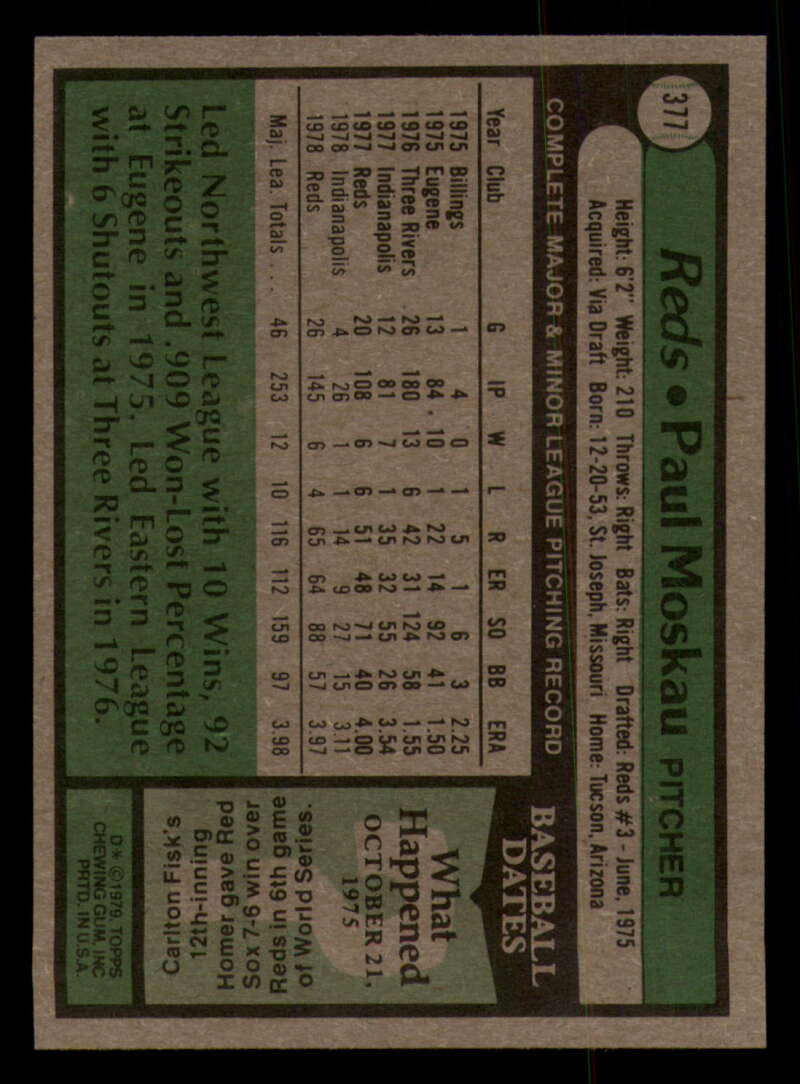 377
Reds • Paul Moskau PITCHER
Height: 6'2" Weight: 210 Throws: Right Bats: Right Drafted: Reds #3 - June, 1975
Acquired: Via Draft Born: 12-20-53, St. Joseph, Missouri Home: Tucson, Arizona
COMPLETE MAJOR & MINOR LEAGUE PITCHING RECORD
Year Club G IP W L R ER SO BB ERA
1975 Billings 1 4 0 1 5 1 6 3 2.25
1975 Eugene 13 84 . 10 1 22 14 92 41 1.50
1976 Three Rivers . 26 180 13 6 42 31 124 58 1.55
1977 Indianapolis 12 81 7 1 35 32 55 26 3.54
1977 Reds 20 108 6 6 51 48 71 40 4.00
1978 Indianapolis 4 26 1 1 14 9 27 15 3.11
1978 Reds 26 145 6 4 65 64 88 57 3.97
Maj. Lea. Totals . . . 46 253 12 10 116 112 159 97 3.98
Led Northwest League with 10 Wins, 92
Strikeouts and .909 Won-Lost Percentage
at Eugene in 1975. Led Eastern League
with 6 Shutouts at Three Rivers in 1976.
BASEBALL
DATES
What
Happened
OCTOBER 21,
1975
Carlton Fisk's
12th-inning
Homer gave Red
Sox 7-6 win over
Reds in 6th game
of World Series.
D* © 1979, TOPPS
CHEWING GUM, INC
PRTD. IN U.S.A.